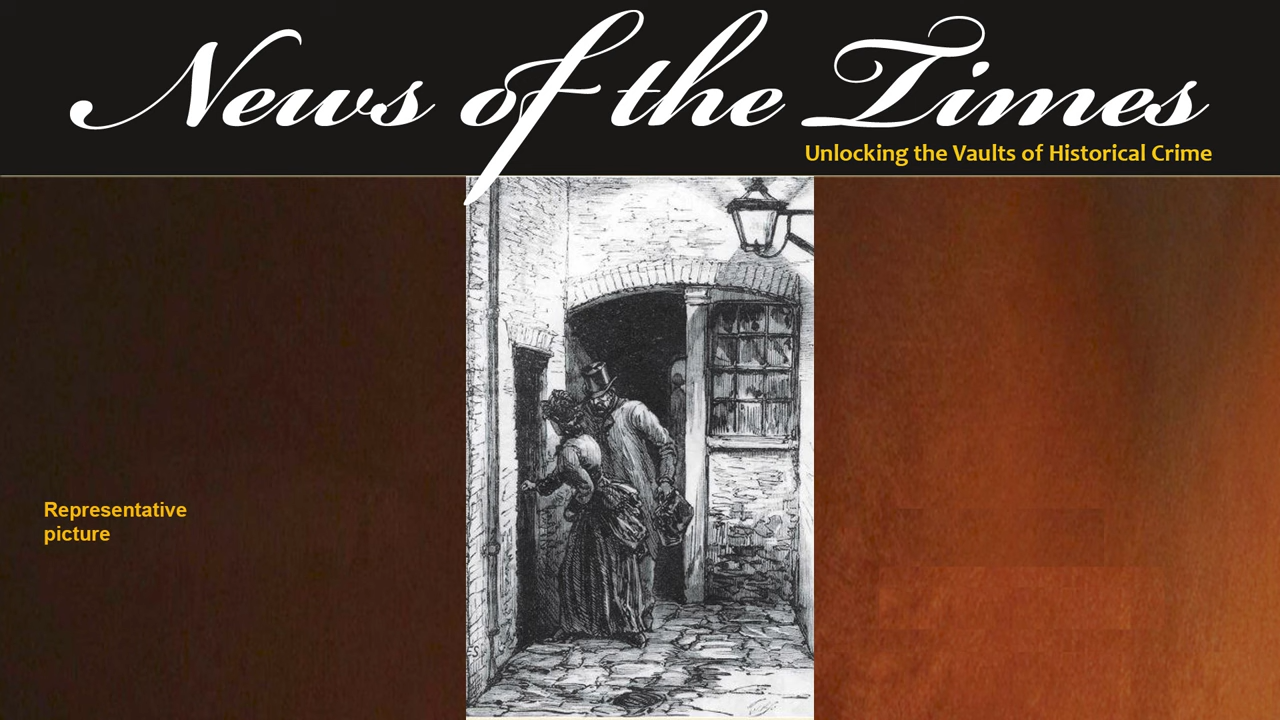 News of the Times
Unlocking the Vaults of Historical Crime
Representative
picture